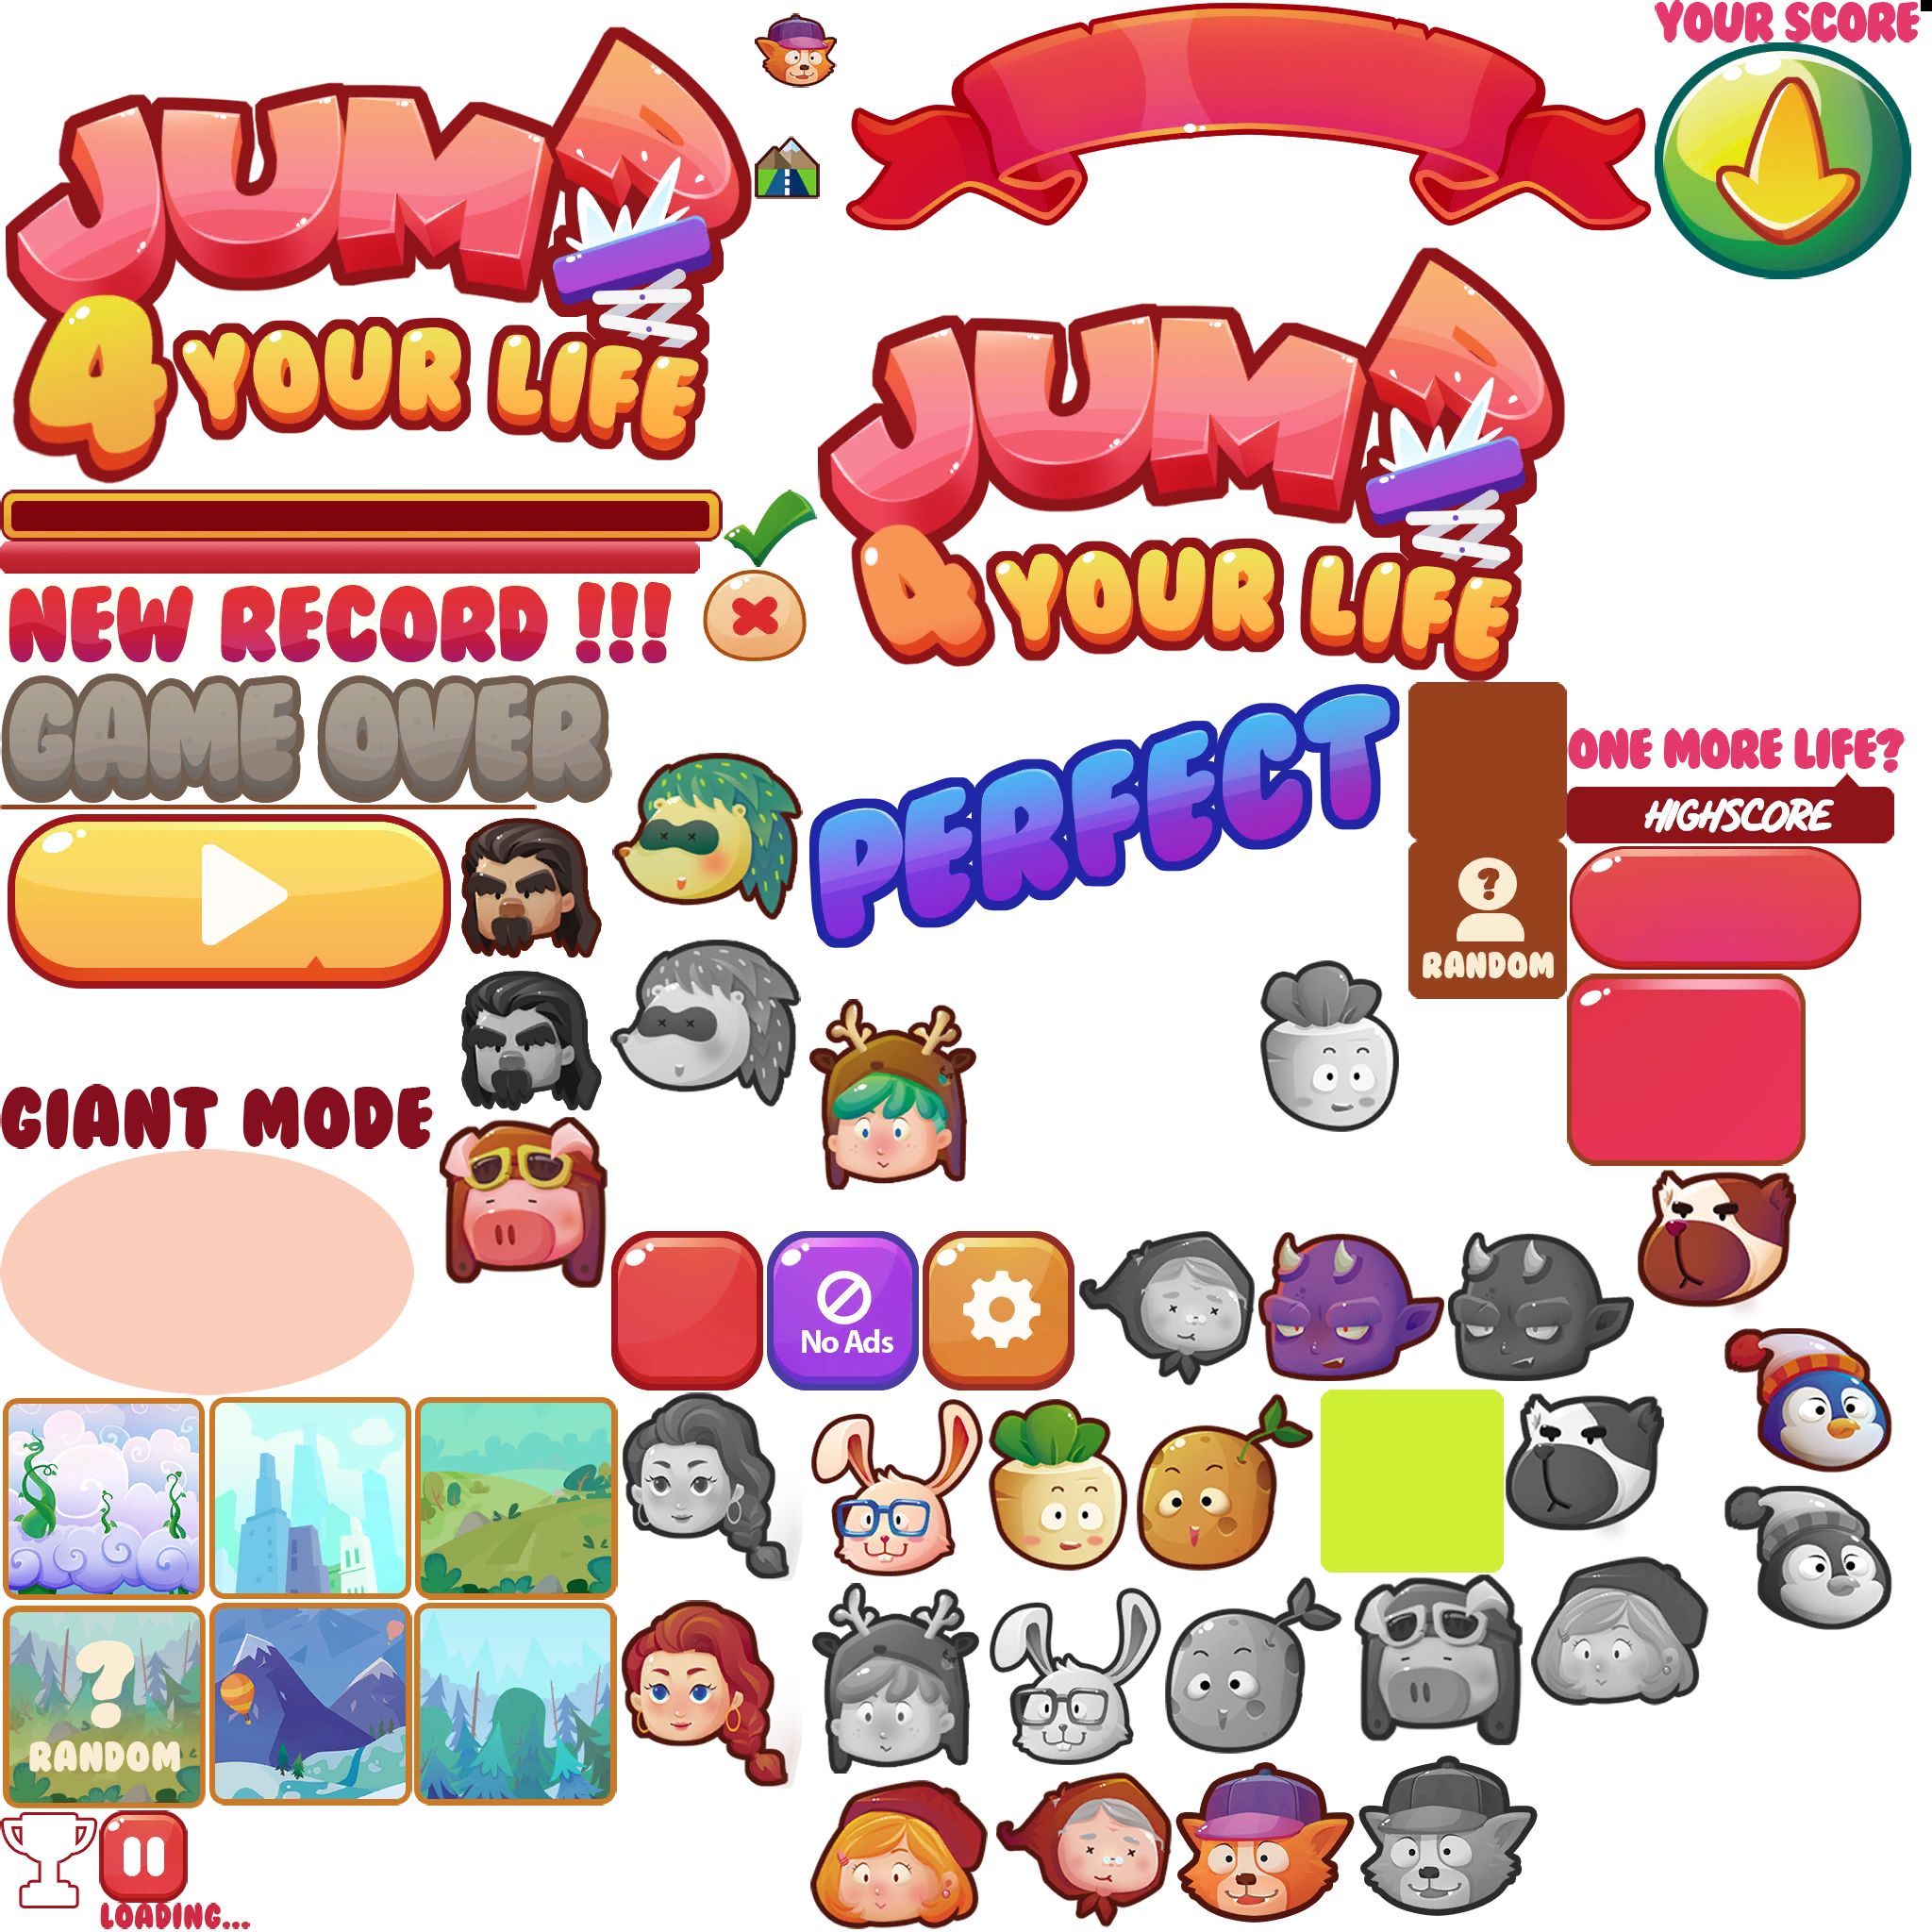 YOUR SCORE
JUMP
4 YOUR LIFE
JUMP
4 YOUR LIFE
NEW RECORD !!!
GAME OVER
PERFECT
ONE MORE LIFE?
HIGHSCORE
?
RANDOM
GIANT MODE
No Ads
?
RANDOM
LOADING...